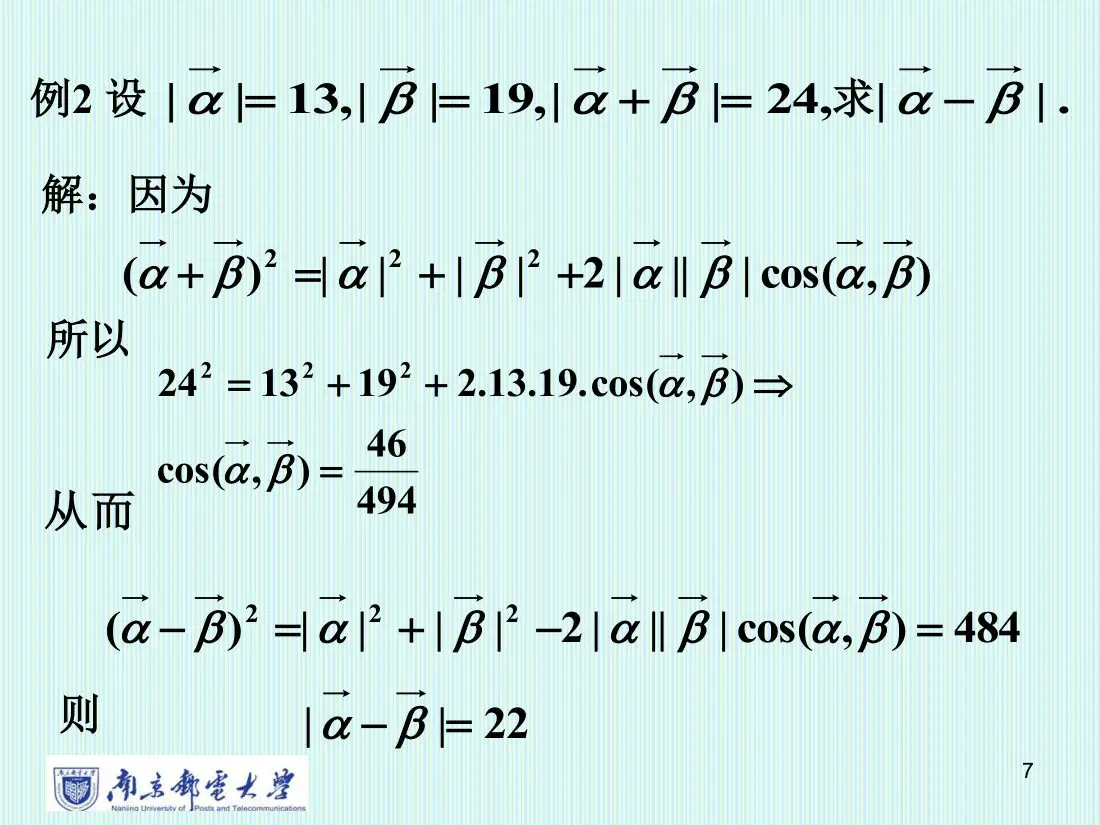 例2 设 |α⃗|= 13,|β⃗|= 19,|α⃗ + β⃗|= 24,求|α⃗ − β⃗| .
解：因为
(α⃗ + β⃗)² =|α⃗|² + |β⃗|² +2|α⃗||β⃗|cos(α⃗, β⃗)
所以
24² = 13² + 19² + 2.13.19.cos(α⃗, β⃗) ⇒
cos(α⃗, β⃗) = 46/494
从而
(α⃗ − β⃗)² =|α⃗|² + |β⃗|² −2|α⃗||β⃗|cos(α⃗, β⃗) = 484
则 |α⃗ − β⃗|= 22
南京邮電大学
Nanjing University of Posts and Telecommunications
7